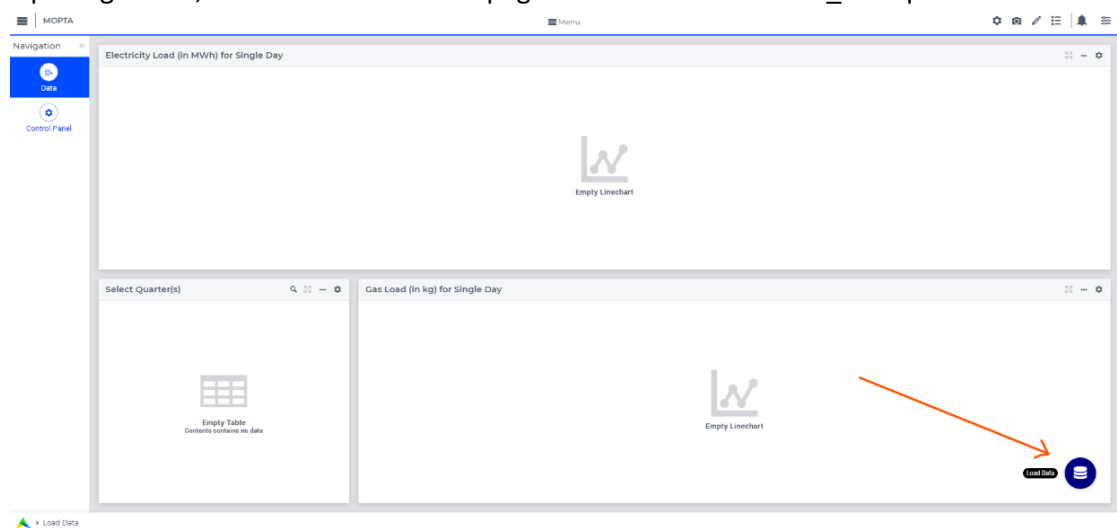 MOPTA
Menu
Navigation «
Electricity Load (in MWh) for Single Day
Data
Control Panel
Empty Linechart
Select Quarter(s)
Gas Load (in kg) for Single Day
Empty Table
Contents contains no data
Empty Linechart
Load Data
> Load Data